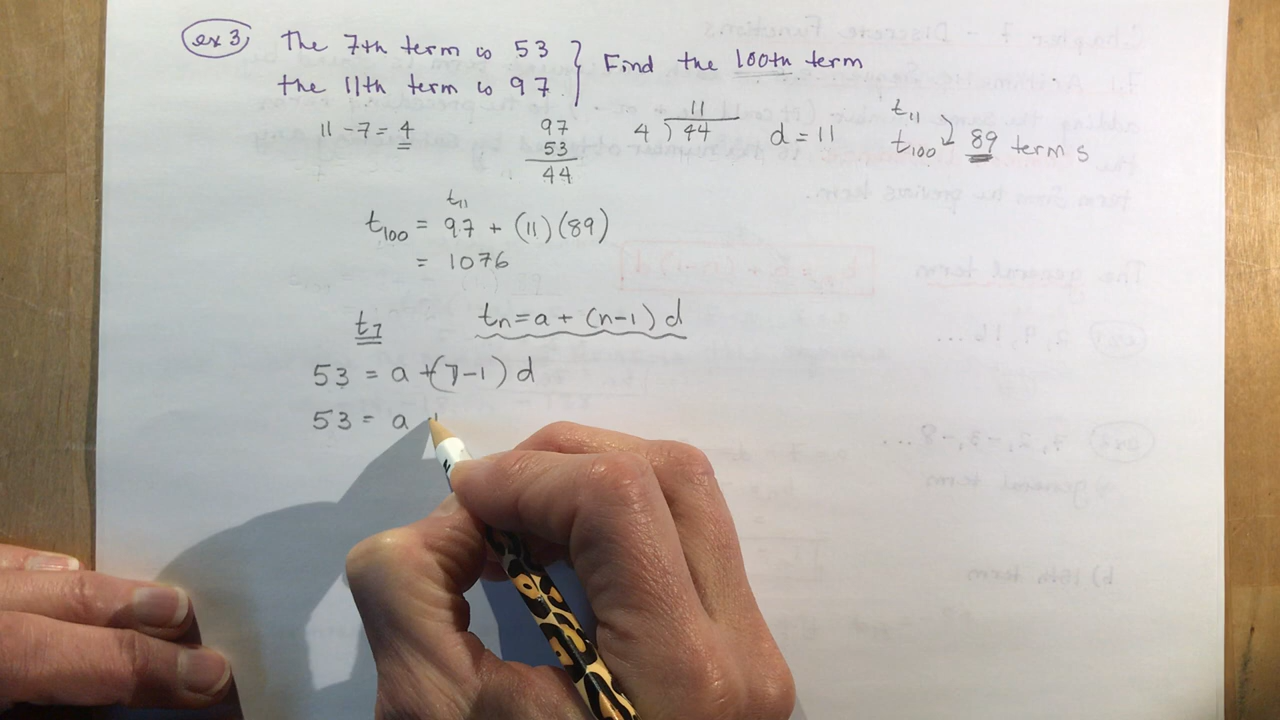 ex 3 The 7th term is 53 } Find the 100th term
the 11th term is 97
11 - 7 = 4
97
53
44
11
4 ) 44
d = 11
t11
t100 89 terms
t11
t100 = 97 + (11)(89)
= 1076
t7 tn = a + (n-1) d
53 = a + (7-1) d
53 = a